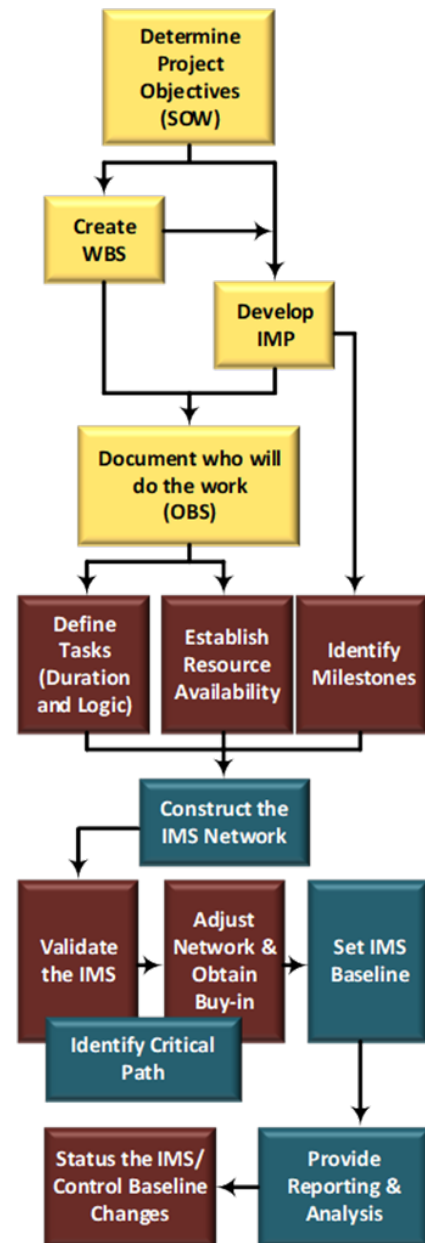 Determine
Project
Objectives
(SOW)
Create
WBS
Develop
IMP
Document who will
do the work
(OBS)
Define
Tasks
(Duration
and Logic)
Establish
Resource
Availability
Identify
Milestones
Construct the
IMS Network
Validate
the IMS
Adjust
Network &
Obtain
Buy-in
Set IMS
Baseline
Identify Critical
Path
Status the IMS/
Control Baseline
Changes
Provide
Reporting &
Analysis